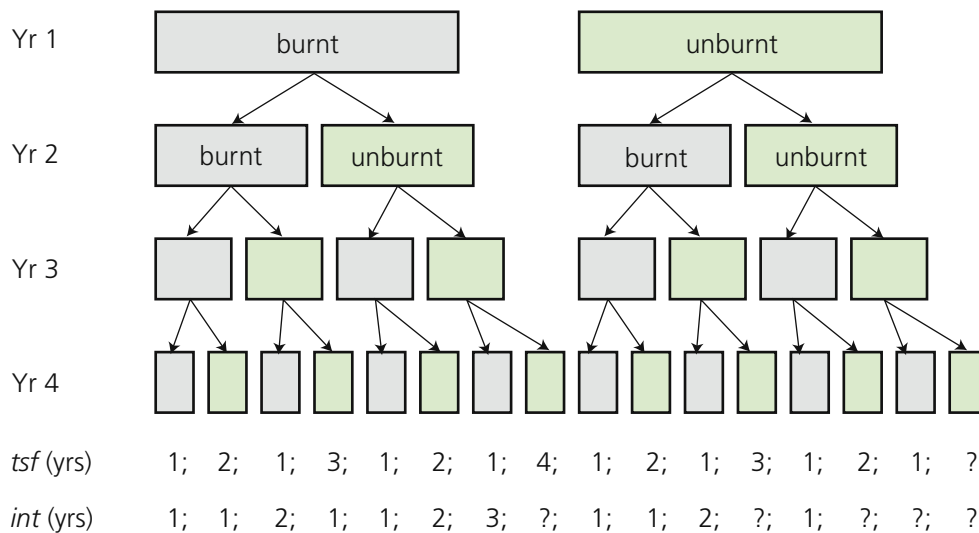 Yr 1 burnt unburnt
Yr 2 burnt unburnt burnt unburnt
Yr 3
Yr 4
tsf (yrs) 1; 2; 1; 3; 1; 2; 1; 4; 1; 2; 1; 3; 1; 2; 1; ?
int (yrs) 1; 1; 2; 1; 1; 2; 3; ?; 1; 1; 2; ?; 1; ?; ?; ?